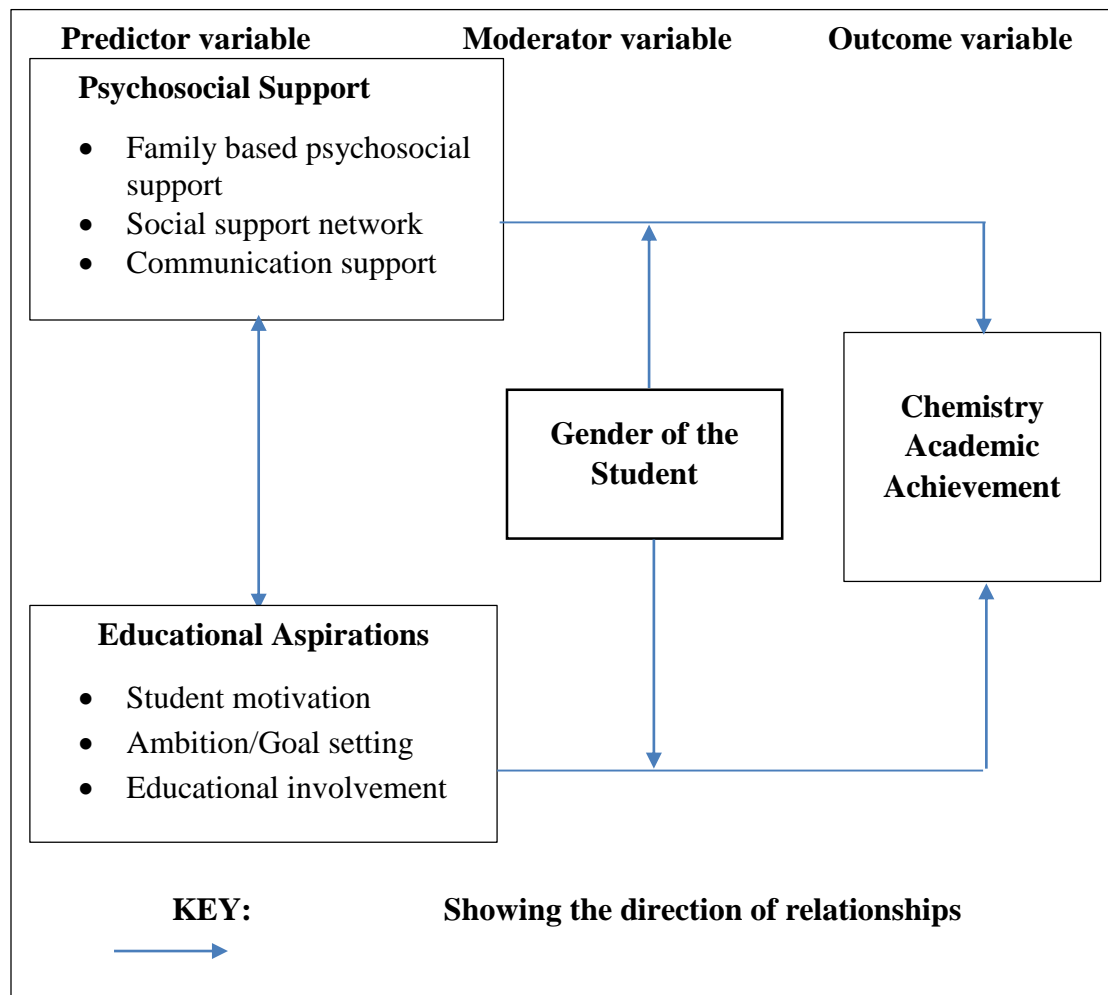 Predictor variable Moderator variable Outcome variable
Psychosocial Support
• Family based psychosocial
support
• Social support network
• Communication support
Gender of the
Student
Chemistry
Academic
Achievement
Educational Aspirations
• Student motivation
• Ambition/Goal setting
• Educational involvement
KEY: Showing the direction of relationships